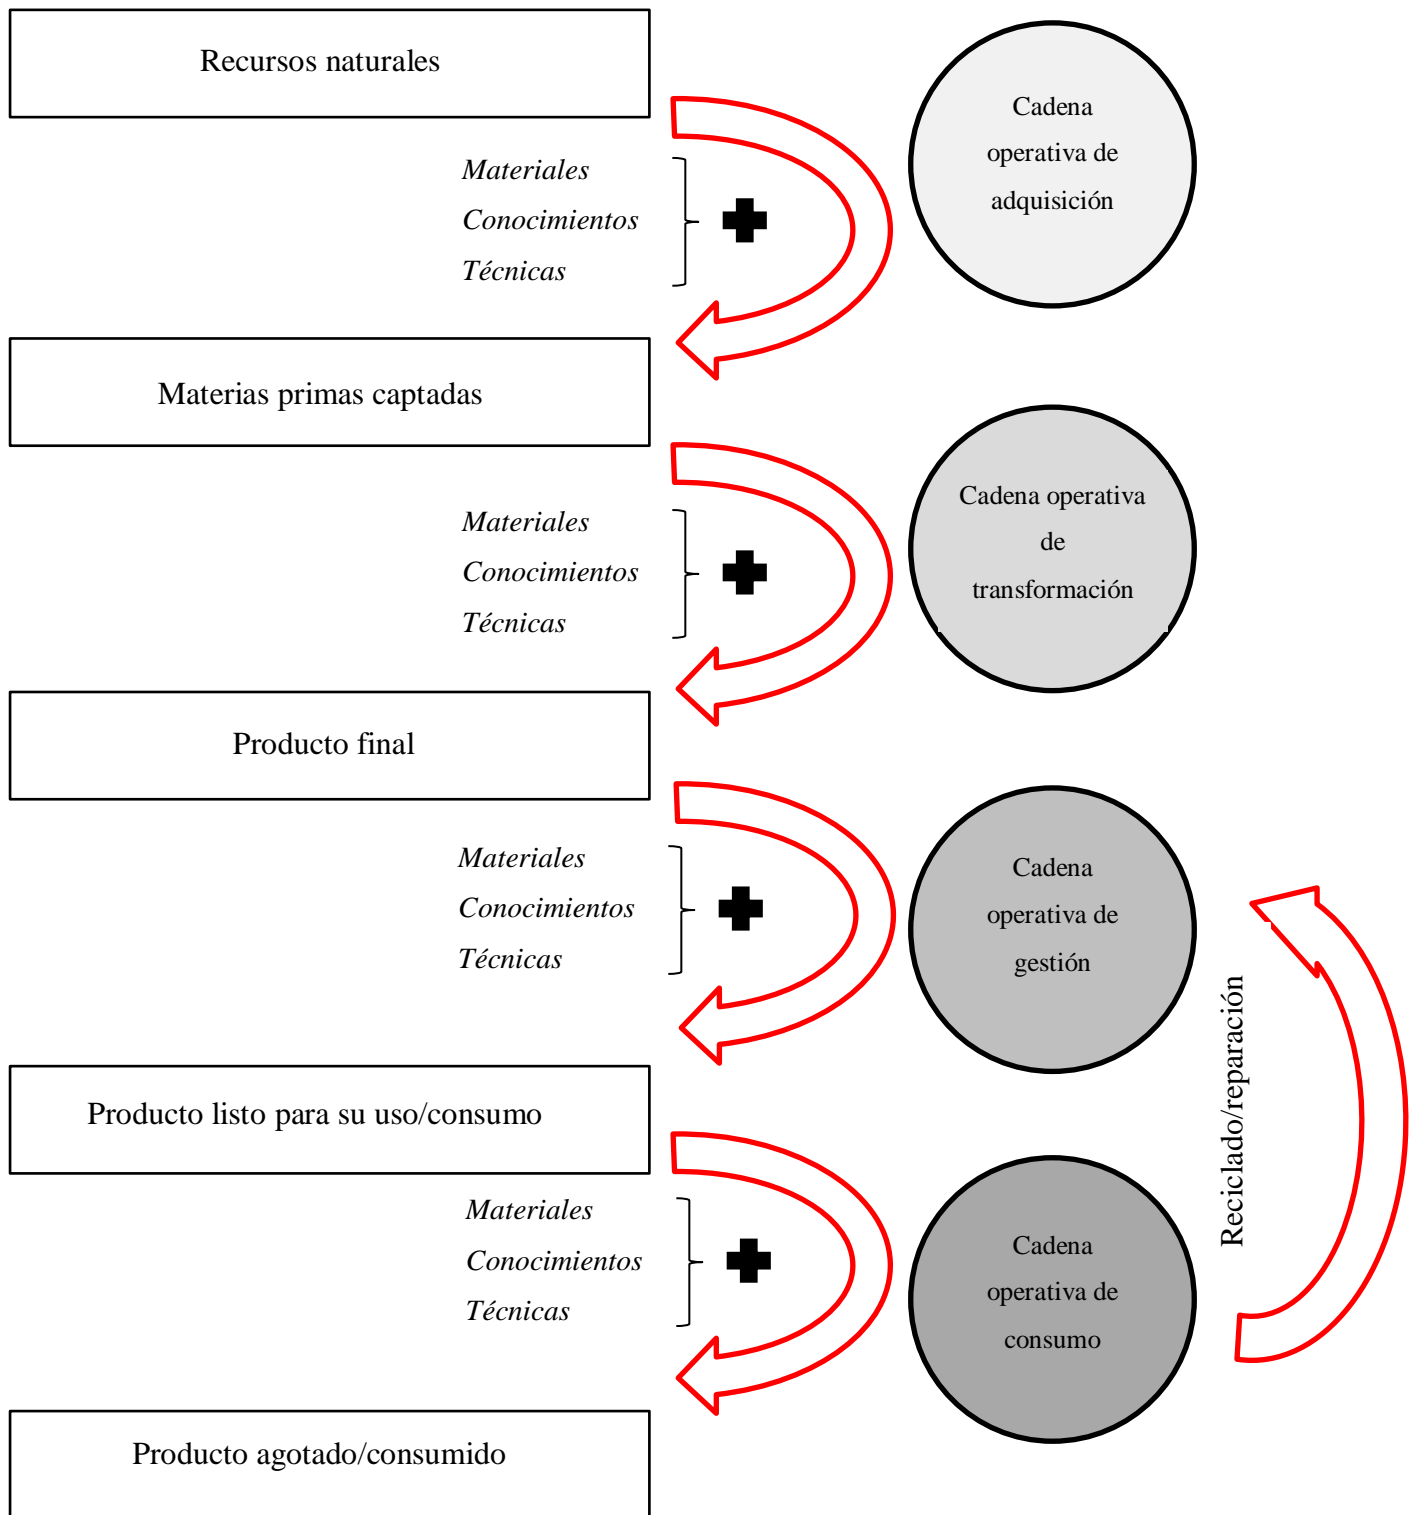 Recursos naturales
Cadena
operativa de
adquisición
Materiales
Conocimientos
Técnicas
Materias primas captadas
Cadena operativa
de
transformación
Materiales
Conocimientos
Técnicas
Producto final
Cadena
operativa de
gestión
Materiales
Conocimientos
Técnicas
Reciclado/reparación
Producto listo para su uso/consumo
Cadena
operativa de
consumo
Materiales
Conocimientos
Técnicas
Producto agotado/consumido